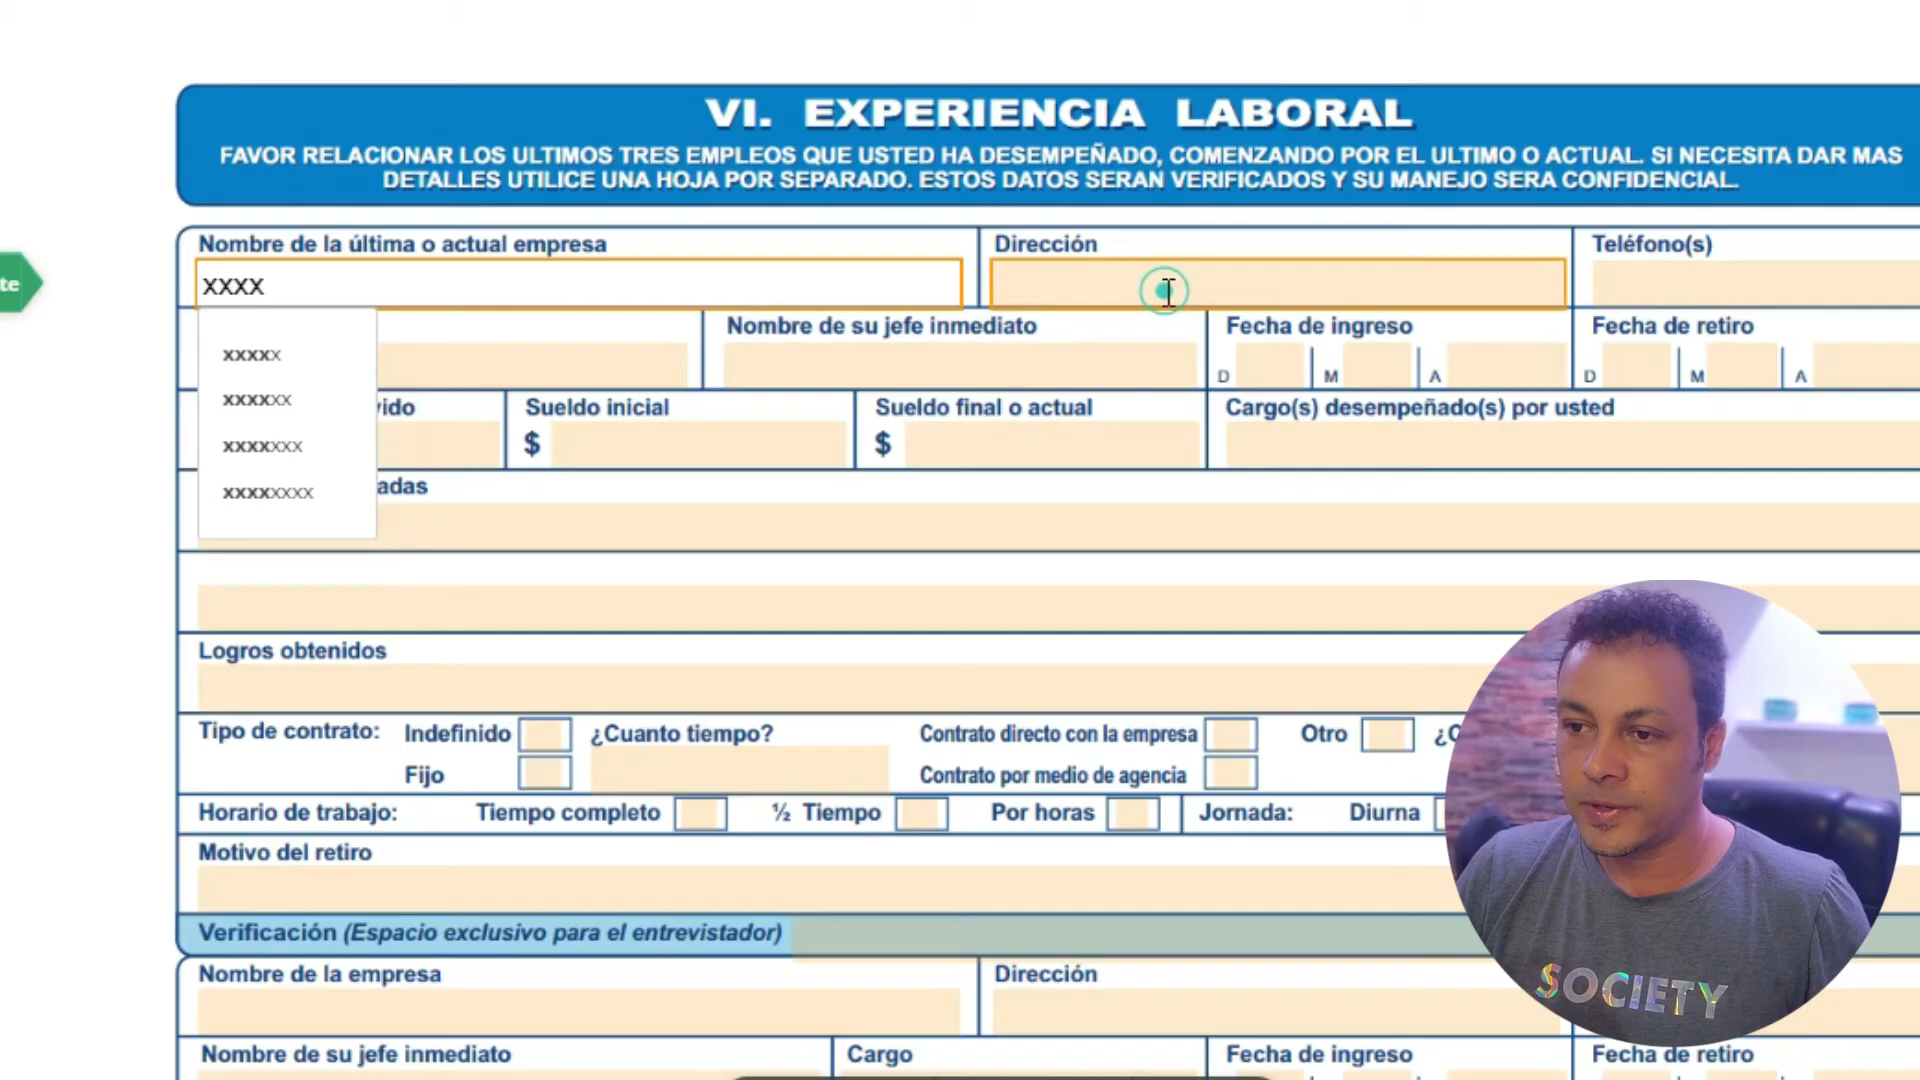 VI. EXPERIENCIA LABORAL
FAVOR RELACIONAR LOS ULTIMOS TRES EMPLEOS QUE USTED HA DESEMPEÑADO, COMENZANDO POR EL ULTIMO O ACTUAL. SI NECESITA DAR MAS
DETALLES UTILICE UNA HOJA POR SEPARADO. ESTOS DATOS SERAN VERIFICADOS Y SU MANEJO SERA CONFIDENCIAL.
Nombre de la última o actual empresa Dirección Teléfono(s)
te
XXXX
Nombre de su jefe inmediato Fecha de ingreso Fecha de retiro
xxxxx
D M A D M A
xxxxxx
vido Sueldo inicial Sueldo final o actual Cargo(s) desempeñado(s) por usted
xxxxxxx
$ $
xxxxxxxx
adas
Logros obtenidos
Tipo de contrato: Indefinido ¿Cuanto tiempo? Contrato directo con la empresa Otro ¿C
Fijo Contrato por medio de agencia
Horario de trabajo: Tiempo completo ½ Tiempo Por horas Jornada: Diurna
Motivo del retiro
Verificación (Espacio exclusivo para el entrevistador)
Nombre de la empresa Dirección
SOCIETY
Nombre de su jefe inmediato Cargo Fecha de ingreso Fecha de retiro